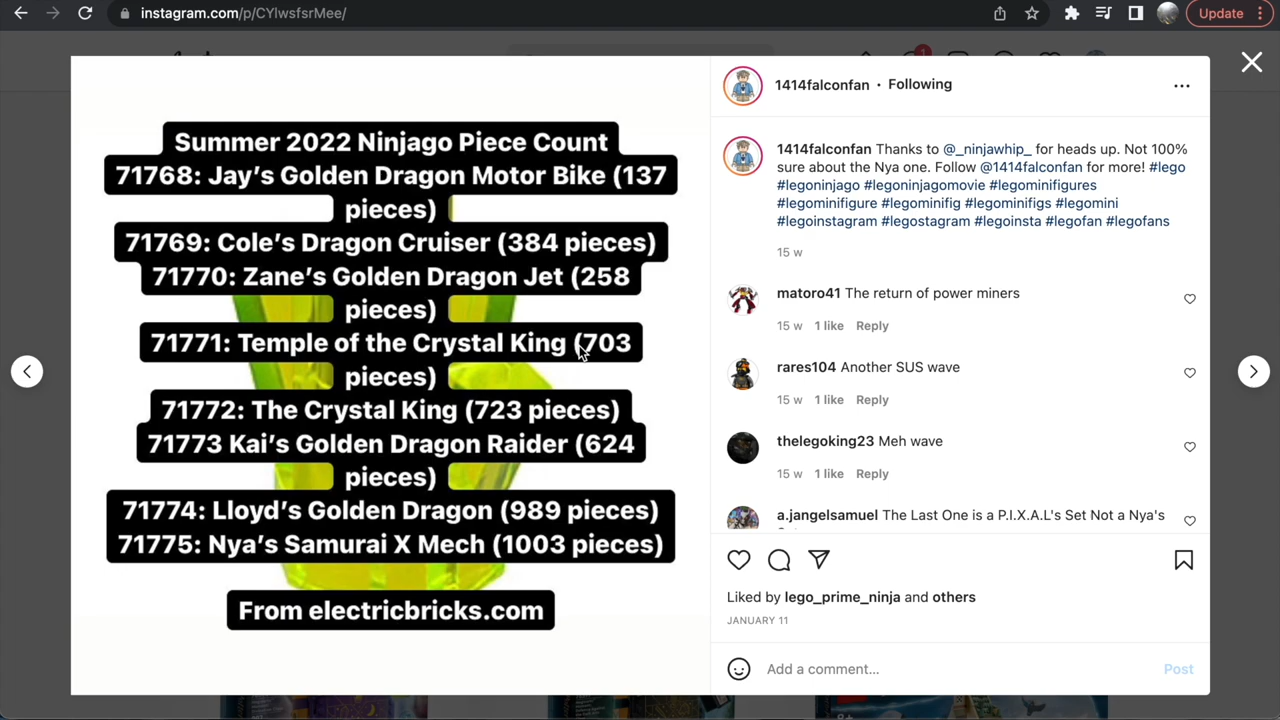 instagram.com/p/CYlwsfsrMee/
Update
Summer 2022 Ninjago Piece Count
71768: Jay's Golden Dragon Motor Bike (137
pieces)
71769: Cole's Dragon Cruiser (384 pieces)
71770: Zane's Golden Dragon Jet (258
pieces)
71771: Temple of the Crystal King (703
pieces)
71772: The Crystal King (723 pieces)
71773 Kai's Golden Dragon Raider (624
pieces)
71774: Lloyd's Golden Dragon (989 pieces)
71775: Nya's Samurai X Mech (1003 pieces)
From electricbricks.com
1414falconfan • Following
1414falconfan Thanks to @_ninjawhip_ for heads up. Not 100%
sure about the Nya one. Follow @1414falconfan for more! #lego
#legoninjago #legoninjagomovie #legominifigures
#legominifigure #legominifig #legominifigs #legomini
#legoinstagram #legostagram #legoinsta #legofan #legofans
15 w
matoro41 The return of power miners
15 w 1 like Reply
rares104 Another SUS wave
15 w 1 like Reply
thelegoking23 Meh wave
15 w 1 like Reply
a.jangelsamuel The Last One is a P.I.X.A.L's Set Not a Nya's
Liked by lego_prime_ninja and others
JANUARY 11
Add a comment...
Post